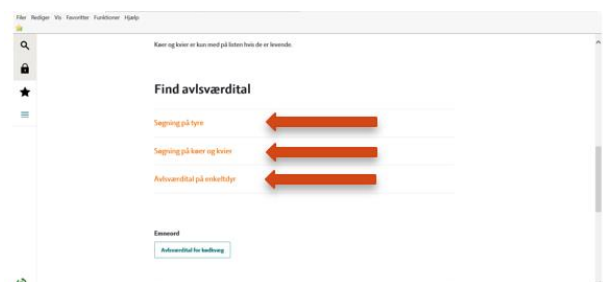 Filer Rediger Vis Favoritter Funktioner Hjælp
Køer og kvier er kun med på listen hvis de er levende.
Find avlsværdital
Søgning på tyre
Søgning på køer og kvier
Avlsværdital på enkeltdyr
Emneord
Avlsværdital for kødkvæg